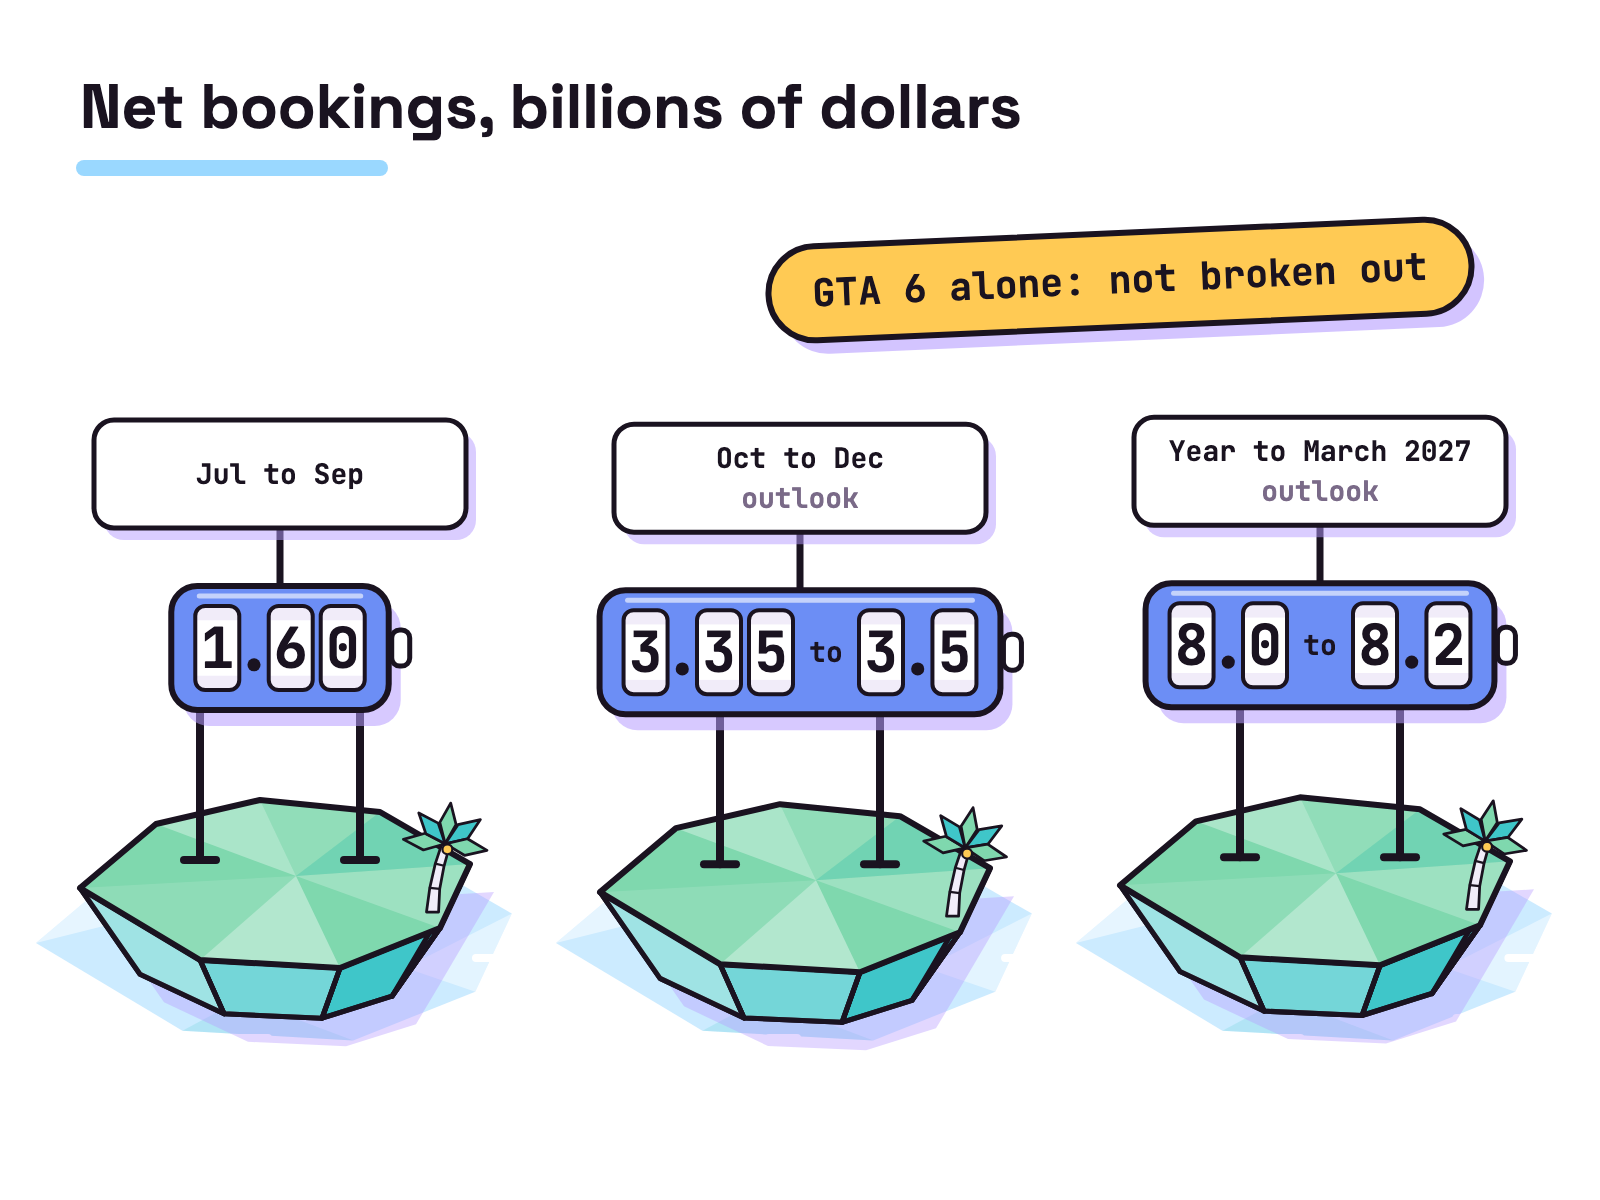 Net bookings, billions of dollars
GTA 6 alone: not broken out
Jul to Sep
1.60
Oct to Dec
outlook
3.35 to 3.5
Year to March 2027
outlook
8.0 to 8.2